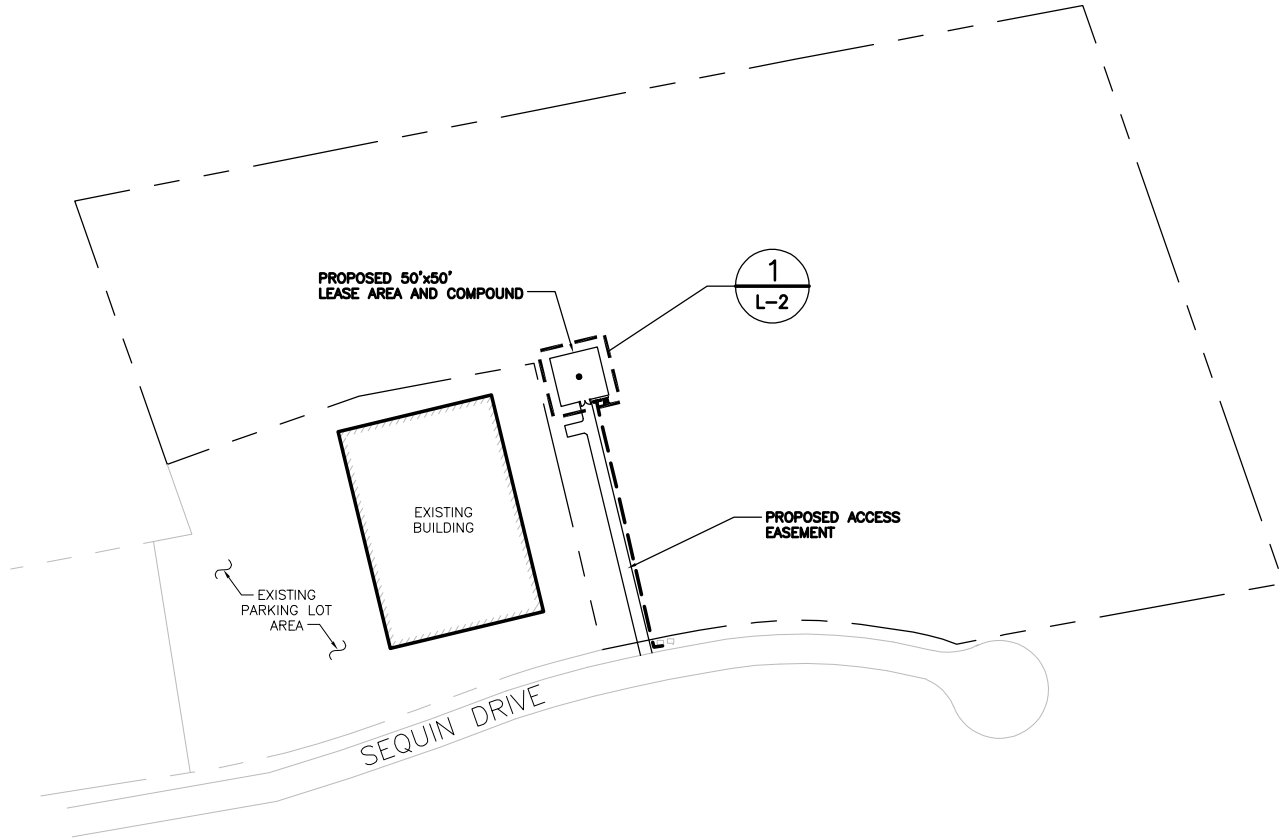 PROPOSED 50'x50'
LEASE AREA AND COMPOUND
1
L-2
EXISTING
BUILDING
PROPOSED ACCESS
EASEMENT
EXISTING
PARKING LOT
AREA
SEQUIN DRIVE